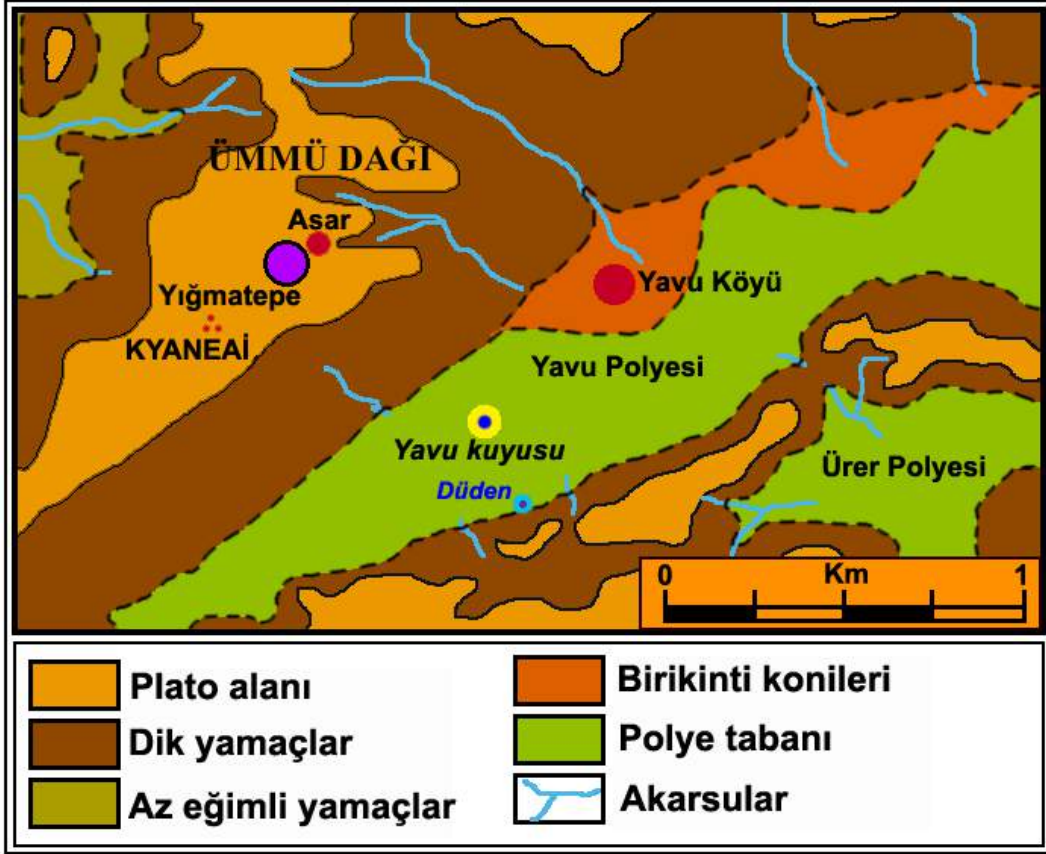 ÜMMÜ DAĞI
Asar
Yığmatepe
KYANEAİ
Yavu Köyü
Yavu Polyesi
Yavu kuyusu
Düden
Ürer Polyesi
0 Km 1
Plato alanı
Dik yamaçlar
Az eğimli yamaçlar
Birikinti konileri
Polye tabanı
Akarsular